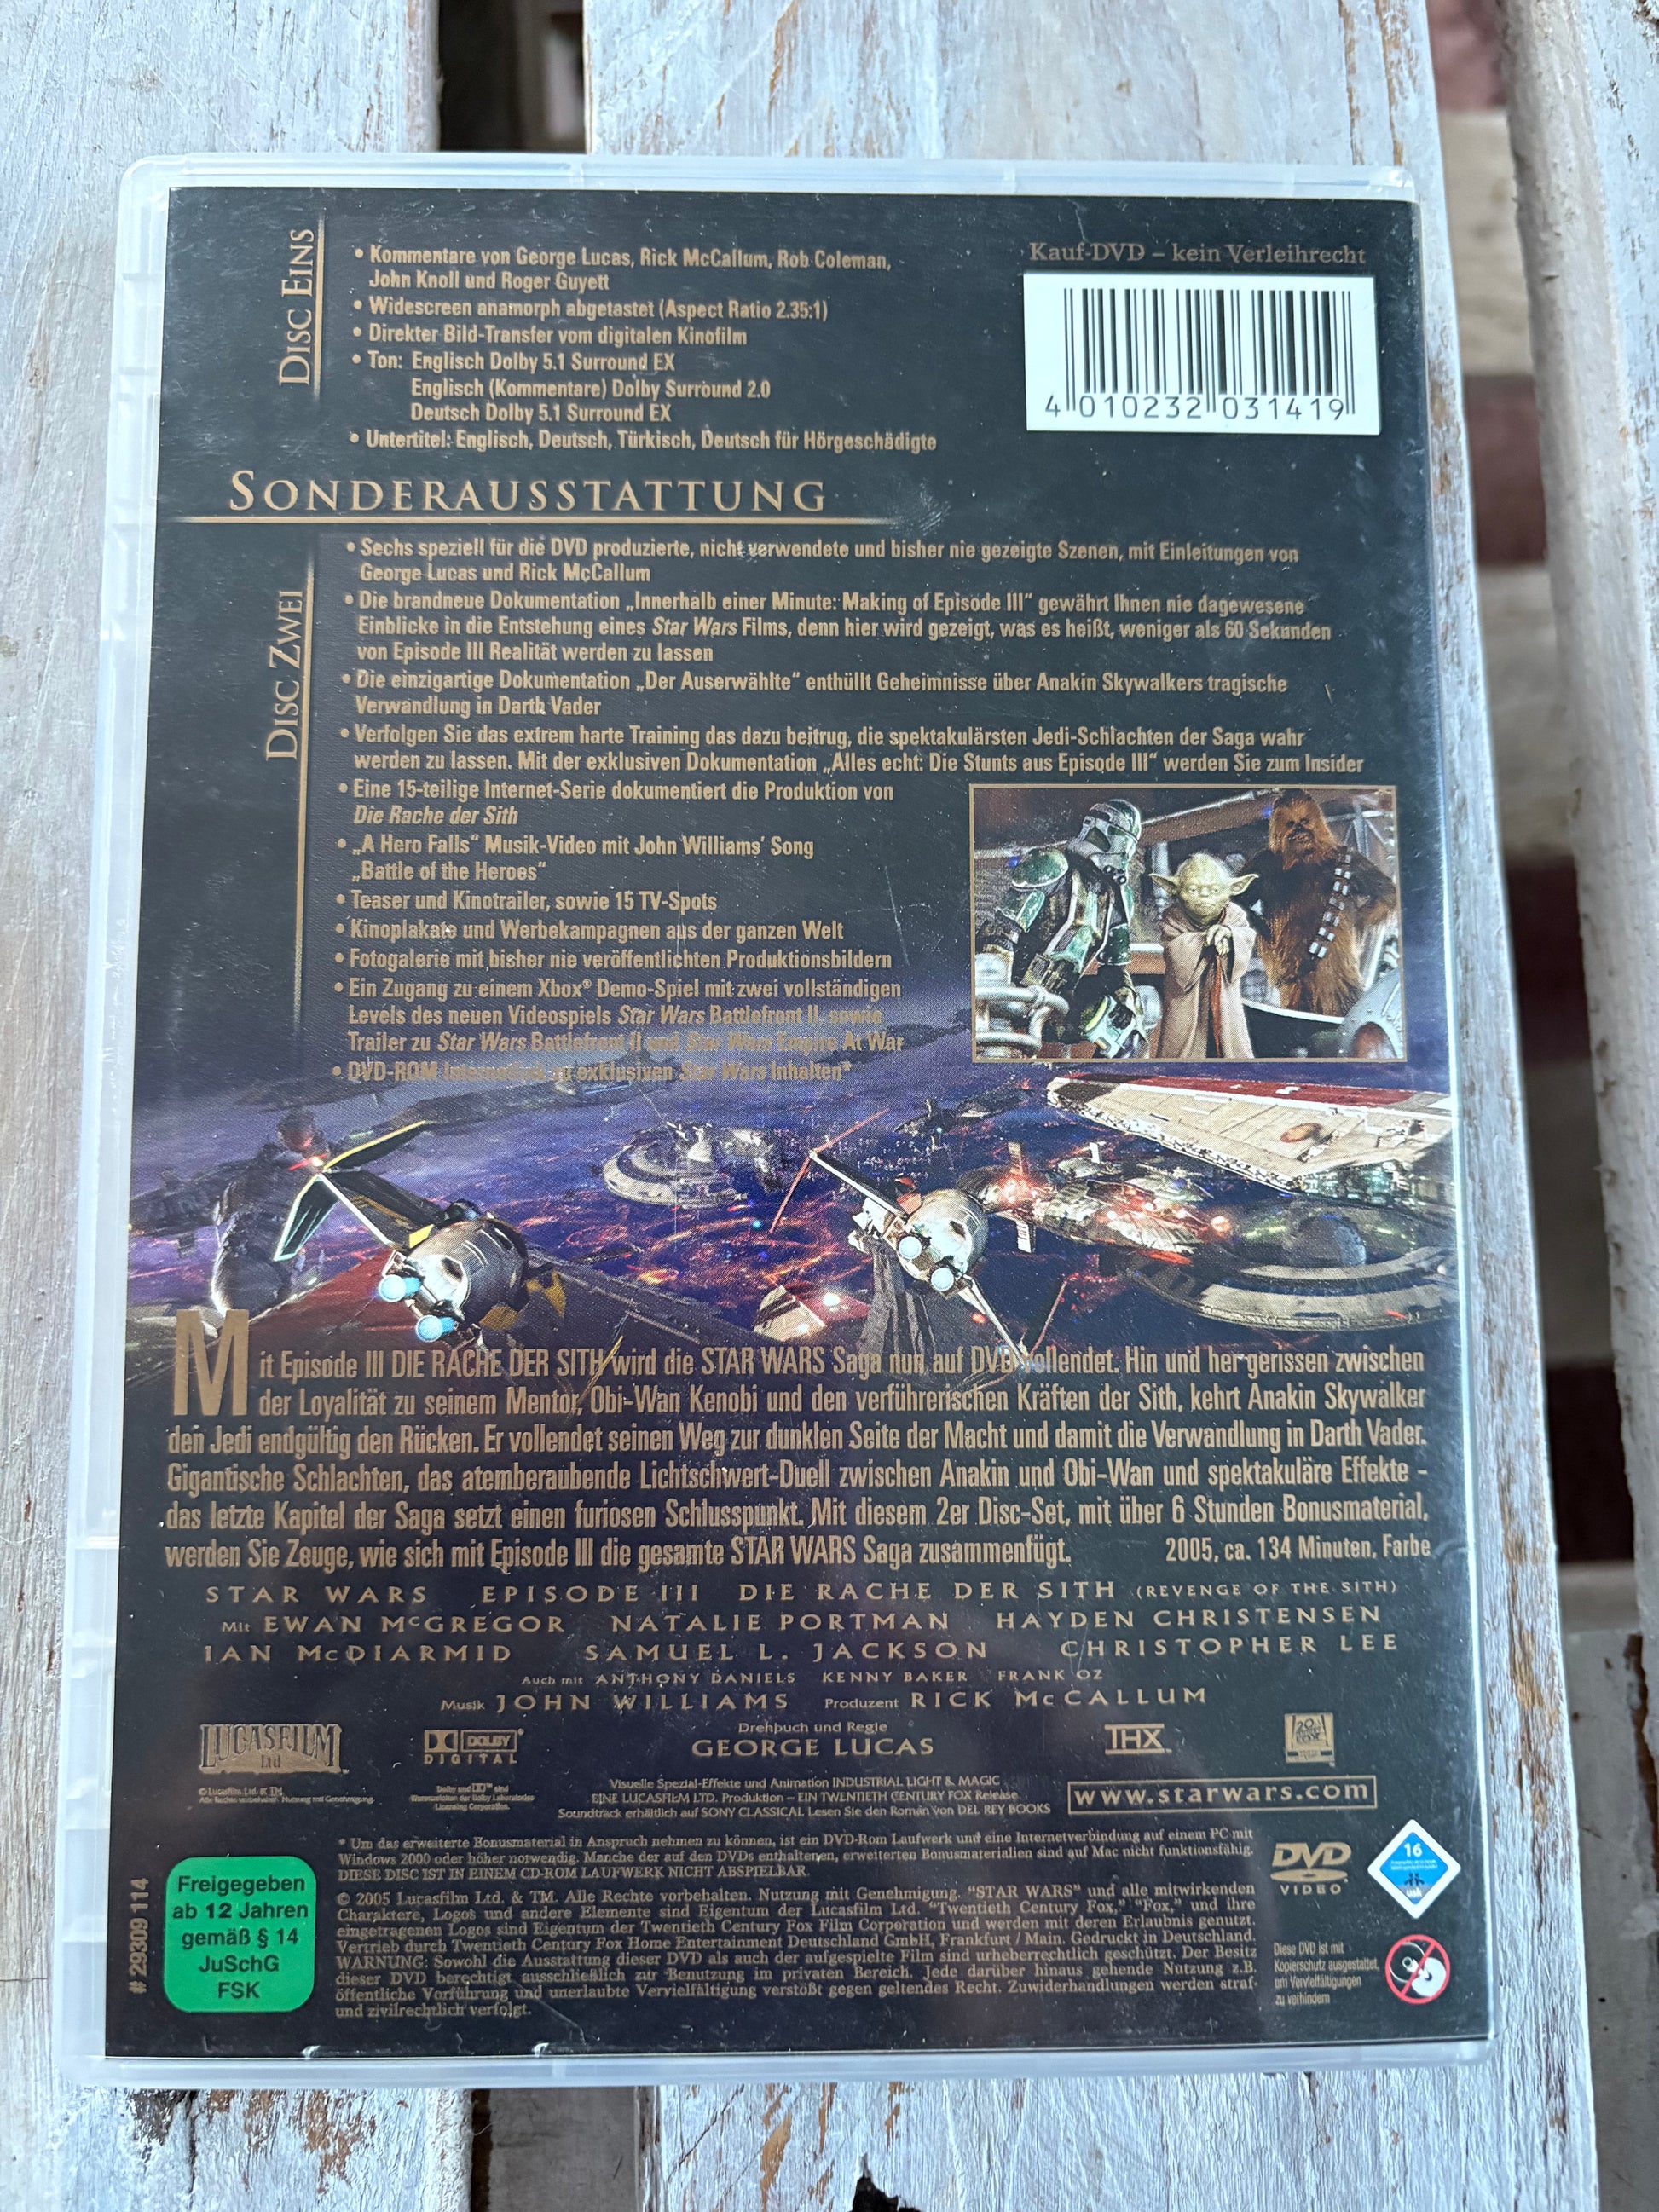 DISC EINS
• Kommentare von George Lucas, Rick McCallum, Rob Coleman,
John Knoll und Roger Guyett
• Widescreen anamorph abgetastet (Aspect Ratio 2.35:1)
• Direkter Bild-Transfer vom digitalen Kinofilm
• Ton: Englisch Dolby 5.1 Surround EX
Englisch (Kommentare) Dolby Surround 2.0
Deutsch Dolby 5.1 Surround EX
• Untertitel: Englisch, Deutsch, Türkisch, Deutsch für Hörgeschädigte
Kauf-DVD – kein Verleihrecht
4 010232 031419
SONDERAUSSTATTUNG
DISC ZWEI
• Sechs speziell für die DVD produzierte, nicht verwendete und bisher nie gezeigte Szenen, mit Einleitungen von
George Lucas und Rick McCallum
• Die brandneue Dokumentation „Innerhalb einer Minute: Making of Episode III“ gewährt Ihnen nie dagewesene
Einblicke in die Entstehung eines Star Wars Films, denn hier wird gezeigt, was es heißt, weniger als 60 Sekunden
von Episode III Realität werden zu lassen
• Die einzigartige Dokumentation „Der Auserwählte“ enthüllt Geheimnisse über Anakin Skywalkers tragische
Verwandlung in Darth Vader
• Verfolgen Sie das extrem harte Training das dazu beitrug, die spektakulärsten Jedi-Schlachten der Saga wahr
werden zu lassen. Mit der exklusiven Dokumentation „Alles echt: Die Stunts aus Episode III“ werden Sie zum Insider
• Eine 15-teilige Internet-Serie dokumentiert die Produktion von
Die Rache der Sith
• „A Hero Falls“ Musik-Video mit John Williams’ Song
„Battle of the Heroes“
• Teaser und Kinotrailer, sowie 15 TV-Spots
• Kinoplakate und Werbekampagnen aus der ganzen Welt
• Fotogalerie mit bisher nie veröffentlichten Produktionsbildern
• Ein Zugang zu einem Xbox® Demo-Spiel mit zwei vollständigen
Levels des neuen Videospiels Star Wars Battlefront II, sowie
Trailer zu Star Wars Battlefront II und Star Wars Empire At War
• DVD-ROM exklusiven Star Wars Inhalten*
Mit Episode III DIE RACHE DER SITH wird die STAR WARS Saga nun auf DVD vollendet. Hin und her gerissen zwischen
der Loyalität zu seinem Mentor, Obi-Wan Kenobi und den verführerischen Kräften der Sith, kehrt Anakin Skywalker
den Jedi endgültig den Rücken. Er vollendet seinen Weg zur dunklen Seite der Macht und damit die Verwandlung in Darth Vader.
Gigantische Schlachten, das atemberaubende Lichtschwert-Duell zwischen Anakin und Obi-Wan und spektakuläre Effekte -
das letzte Kapitel der Saga setzt einen furiosen Schlusspunkt. Mit diesem 2er Disc-Set, mit über 6 Stunden Bonusmaterial,
werden Sie Zeuge, wie sich mit Episode III die gesamte STAR WARS Saga zusammenfügt. 2005, ca. 134 Minuten, Farbe
STAR WARS EPISODE III DIE RACHE DER SITH (REVENGE OF THE SITH)
Mit EWAN McGREGOR NATALIE PORTMAN HAYDEN CHRISTENSEN
IAN McDIARMID SAMUEL L. JACKSON CHRISTOPHER LEE
Auch mit ANTHONY DANIELS KENNY BAKER FRANK OZ
Musik JOHN WILLIAMS Produzent RICK McCALLUM
Drehbuch und Regie
GEORGE LUCAS
LUCASFILM
Ltd
© Lucasfilm Ltd. & TM.
Alle Rechte vorbehalten. Nutzung mit Genehmigung.
DOLBY
DIGITAL
Dolby und sind
Warenzeichen der Dolby Laboratories
Licensing Corporation.
THX
20th CENTURY FOX
Visuelle Spezial-Effekte und Animation INDUSTRIAL LIGHT & MAGIC
EINE LUCASFILM LTD. Produktion – EIN TWENTIETH CENTURY FOX Release
Soundtrack erhältlich auf SONY CLASSICAL Lesen Sie den Roman von DEL REY BOOKS
www.starwars.com
* Um das erweiterte Bonusmaterial in Anspruch nehmen zu können, ist ein DVD-Rom Laufwerk und eine Internetverbindung auf einem PC mit
Windows 2000 oder höher notwendig. Manche der auf den DVDs enthaltenen, erweiterten Bonusmaterialien sind auf Mac nicht funktionsfähig.
DIESE DISC IST IN EINEM CD-ROM LAUFWERK NICHT ABSPIELBAR.
© 2005 Lucasfilm Ltd. & TM. Alle Rechte vorbehalten. Nutzung mit Genehmigung. “STAR WARS” und alle mitwirkenden
Charaktere, Logos und andere Elemente sind Eigentum der Lucasfilm Ltd. “Twentieth Century Fox,” “Fox,” und ihre
eingetragenen Logos sind Eigentum der Twentieth Century Fox Film Corporation und werden mit deren Erlaubnis genutzt.
Vertrieb durch Twentieth Century Fox Home Entertainment Deutschland GmbH, Frankfurt / Main. Gedruckt in Deutschland.
WARNUNG: Sowohl die Ausstattung dieser DVD als auch der aufgespielte Film sind urheberrechtlich geschützt. Der Besitz
dieser DVD berechtigt ausschließlich zur Benutzung im privaten Bereich. Jede darüber hinaus gehende Nutzung z.B.
öffentliche Vorführung und unerlaubte Vervielfältigung verstößt gegen geltendes Recht. Zuwiderhandlungen werden straf-
und zivilrechtlich verfolgt.
# 29309 114
Freigegeben
ab 12 Jahren
gemäß § 14
JuSchG
FSK
DVD
VIDEO
16
usk
Diese DVD ist mit
Kopierschutz ausgestattet,
um Vervielfältigungen
zu verhindern